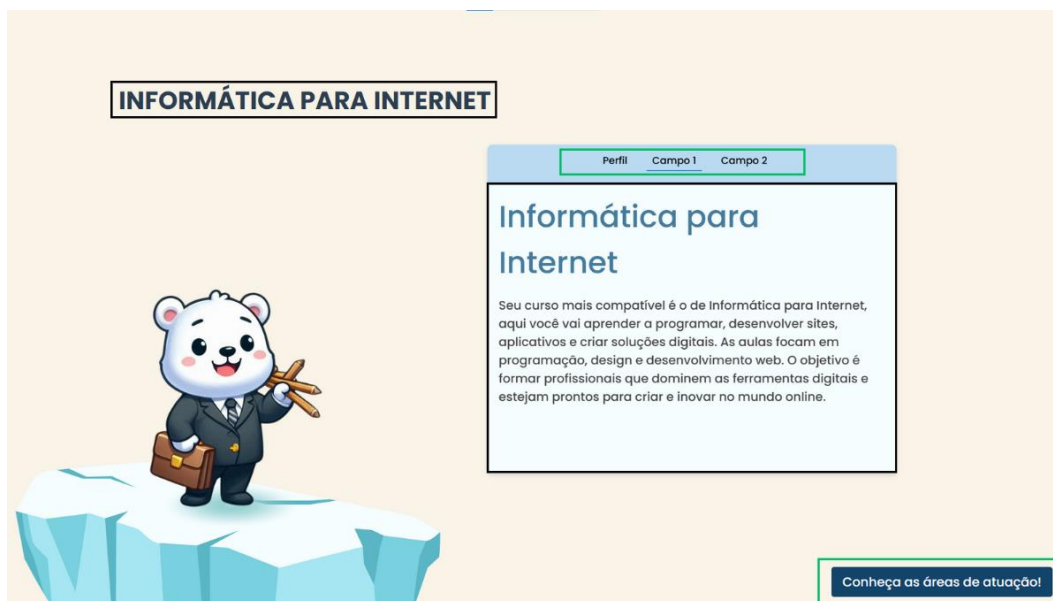 INFORMÁTICA PARA INTERNET
Perfil Campo 1 Campo 2
Informática para
Internet
Seu curso mais compatível é o de Informática para Internet,
aqui você vai aprender a programar, desenvolver sites,
aplicativos e criar soluções digitais. As aulas focam em
programação, design e desenvolvimento web. O objetivo é
formar profissionais que dominem as ferramentas digitais e
estejam prontos para criar e inovar no mundo online.
Conheça as áreas de atuação!